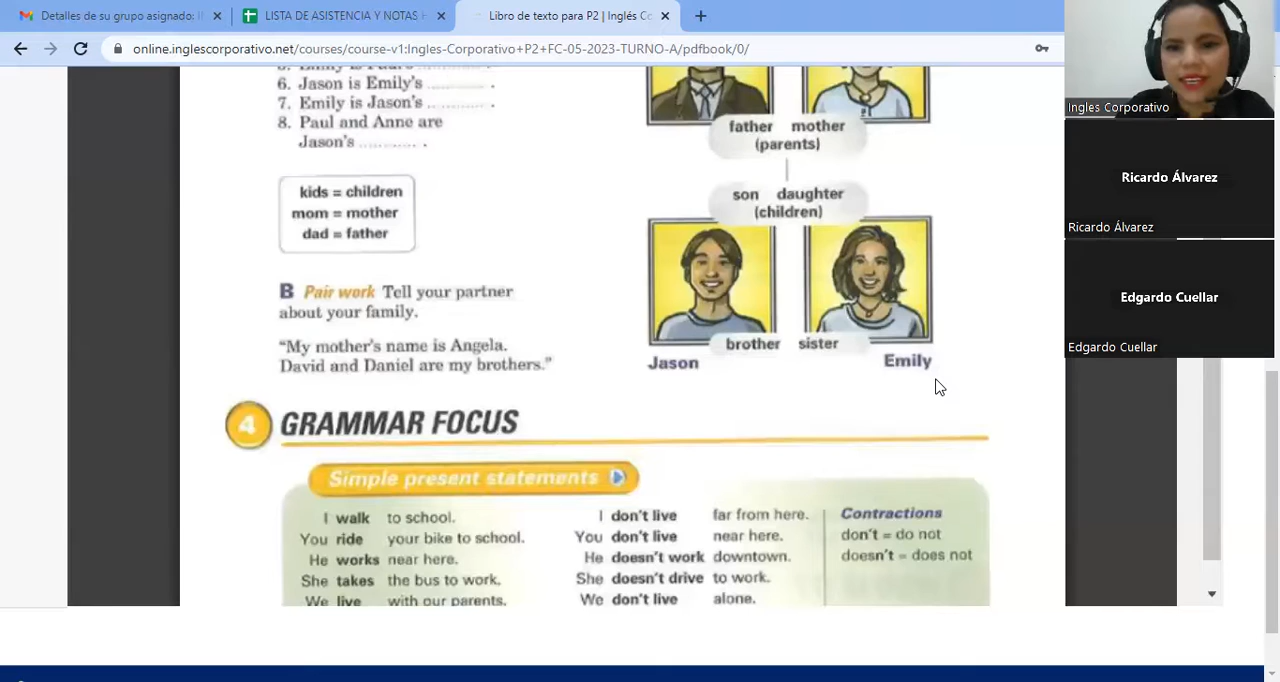 Detalles de su grupo asignado: I
LISTA DE ASISTENCIA Y NOTAS
Libro de texto para P2 | Inglés Co
online.inglescorporativo.net/courses/course-v1:Ingles-Corporativo+P2+FC-05-2023-TURNO-A/pdfbook/0/
5. Emily is Paul's ............ .
6. Jason is Emily's ............ .
7. Emily is Jason's ............ .
8. Paul and Anne are
Jason's ............ .
kids = children
mom = mother
dad = father
B Pair work Tell your partner
about your family.
"My mother's name is Angela.
David and Daniel are my brothers."
father mother
(parents)
son daughter
(children)
brother sister
Jason Emily
4 GRAMMAR FOCUS
Simple present statements
I walk to school.
You ride your bike to school.
He works near here.
She takes the bus to work.
We live with our parents.
I don't live far from here.
You don't live near here.
He doesn't work downtown.
She doesn't drive to work.
We don't live alone.
Contractions
don't = do not
doesn't = does not
Ingles Corporativo
Ricardo Álvarez
Ricardo Álvarez
Edgardo Cuellar
Edgardo Cuellar